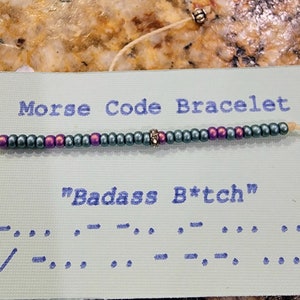 Morse Code Bracelet
"Badass B*tch"
-... .- -.. .- ... ...
/ -... .. - -.-. ....